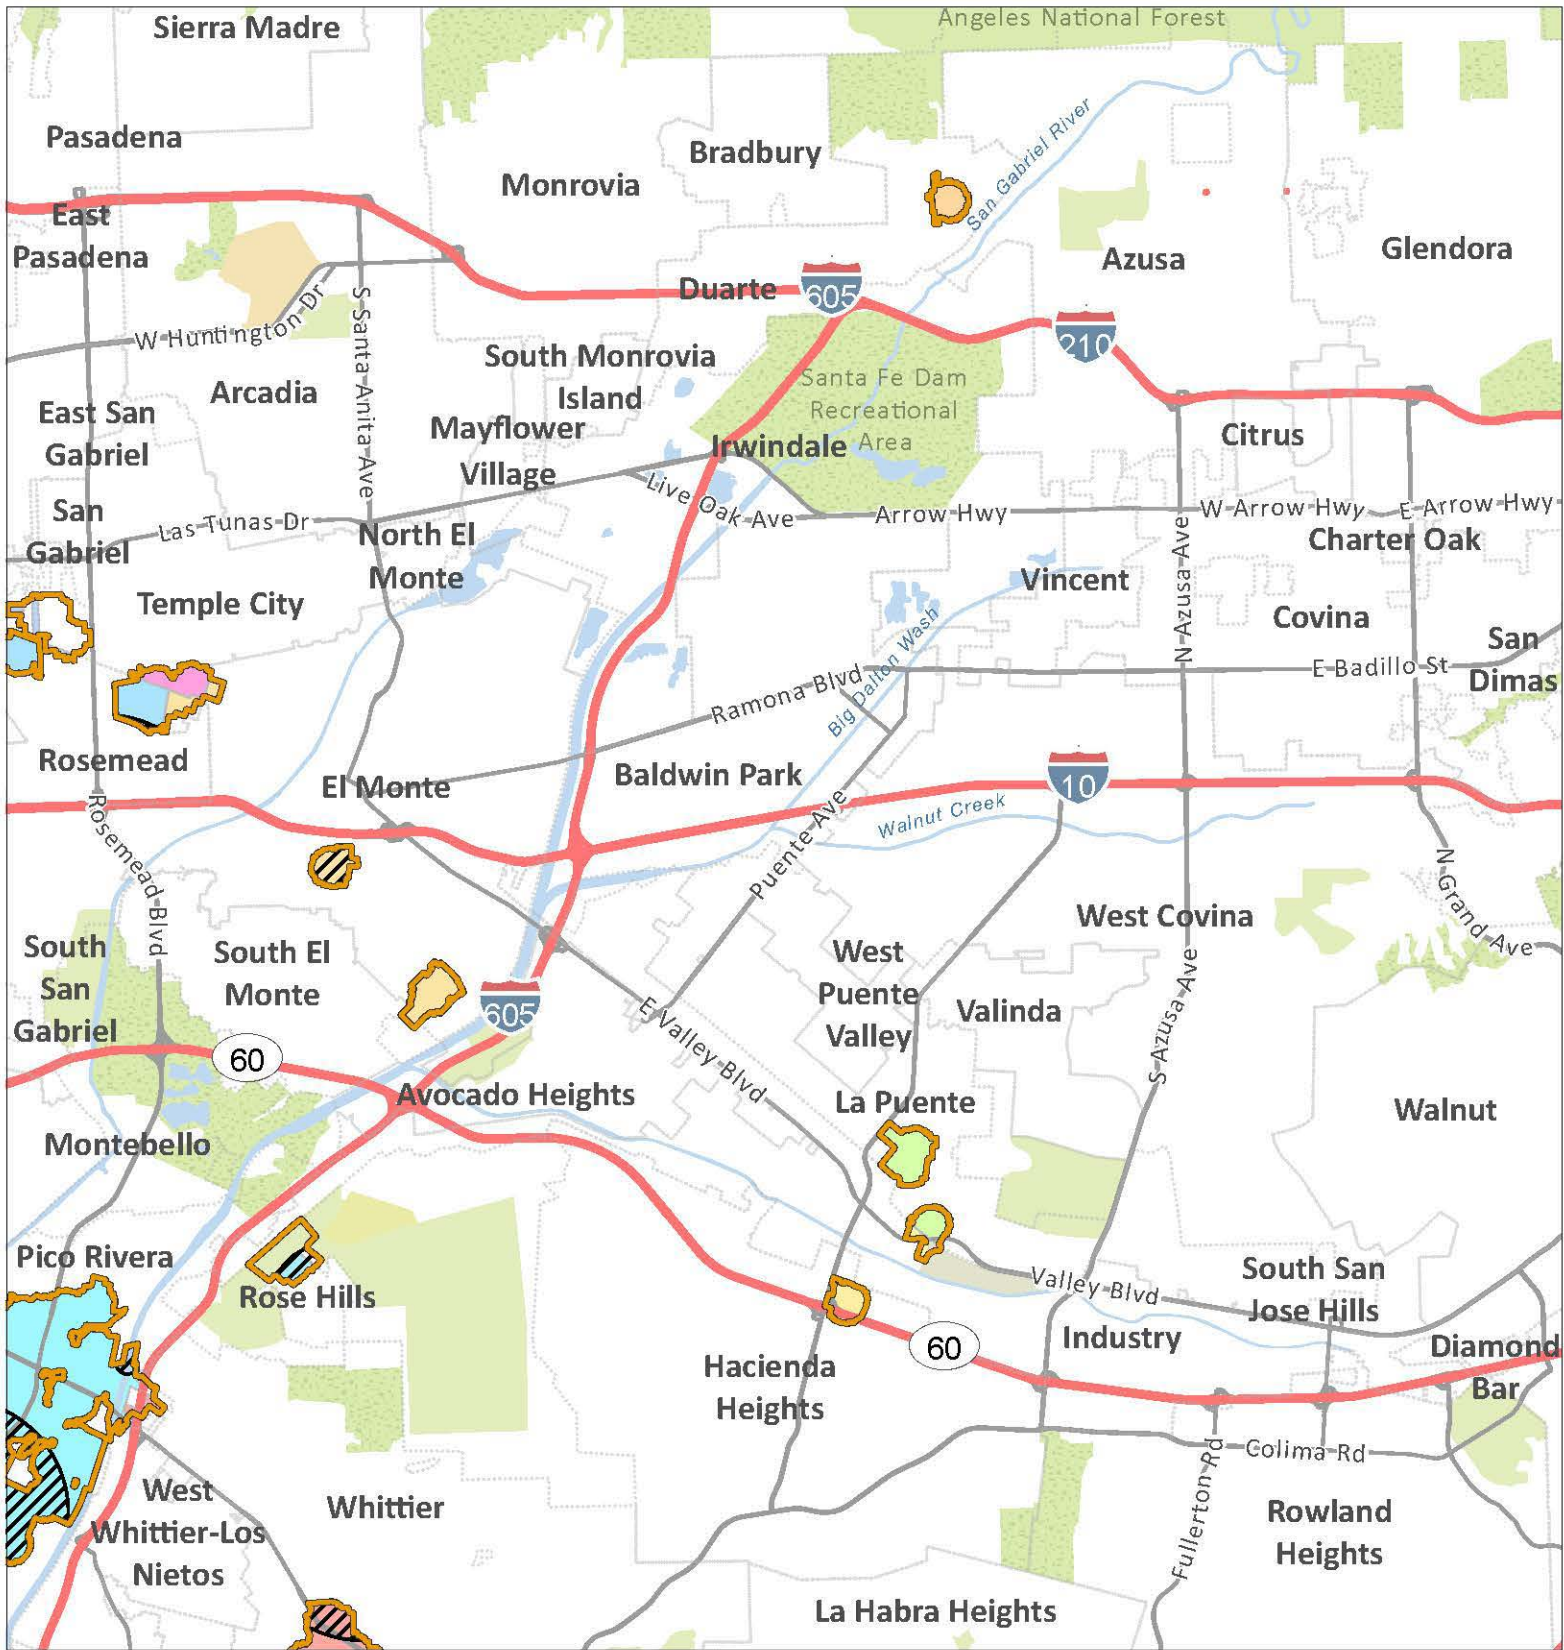 Sierra Madre
Angeles National Forest
Pasadena
Bradbury
Monrovia
San Gabriel River
East
Pasadena
Azusa
Glendora
Duarte
605
210
W Huntington Dr
S Santa Anita Ave
South Monrovia
Island
Santa Fe Dam
Recreational
Area
Arcadia
East San
Gabriel
Mayflower
Village
Irwindale
Citrus
San
Gabriel
Las Tunas Dr
Live Oak Ave
Arrow Hwy
W Arrow Hwy
E Arrow Hwy
North El
Monte
Charter Oak
Vincent
N Azusa Ave
Temple City
Covina
San
Dimas
Big Dalton Wash
Ramona Blvd
E Badillo St
Rosemead
El Monte
Baldwin Park
10
Rosemead Blvd
Puente Ave
Walnut Creek
N Grand Ave
West Covina
South
San
Gabriel
South El
Monte
West
Puente
Valley
Valinda
605
E Valley Blvd
S Azusa Ave
60
Avocado Heights
La Puente
Walnut
Montebello
Pico Rivera
Rose Hills
Valley Blvd
South San
Jose Hills
Industry
60
Diamond
Bar
Hacienda
Heights
Colima Rd
Fullerton Rd
West
Whittier-Los
Nietos
Whittier
Rowland
Heights
La Habra Heights